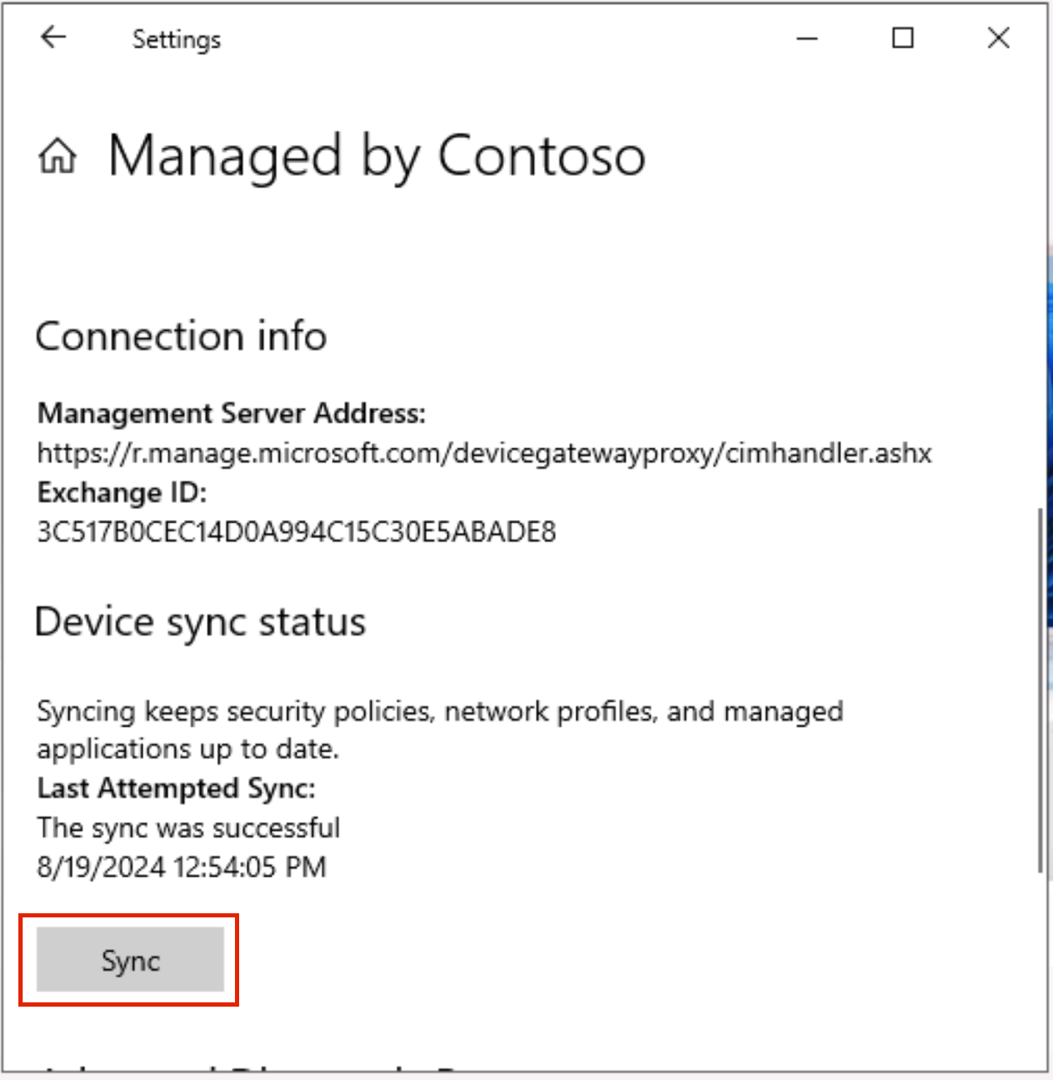 Settings
Managed by Contoso
Connection info
Management Server Address:
https://r.manage.microsoft.com/devicegatewayproxy/cimhandler.ashx
Exchange ID:
3C517B0CEC14D0A994C15C30E5ABADE8
Device sync status
Syncing keeps security policies, network profiles, and managed
applications up to date.
Last Attempted Sync:
The sync was successful
8/19/2024 12:54:05 PM
Sync